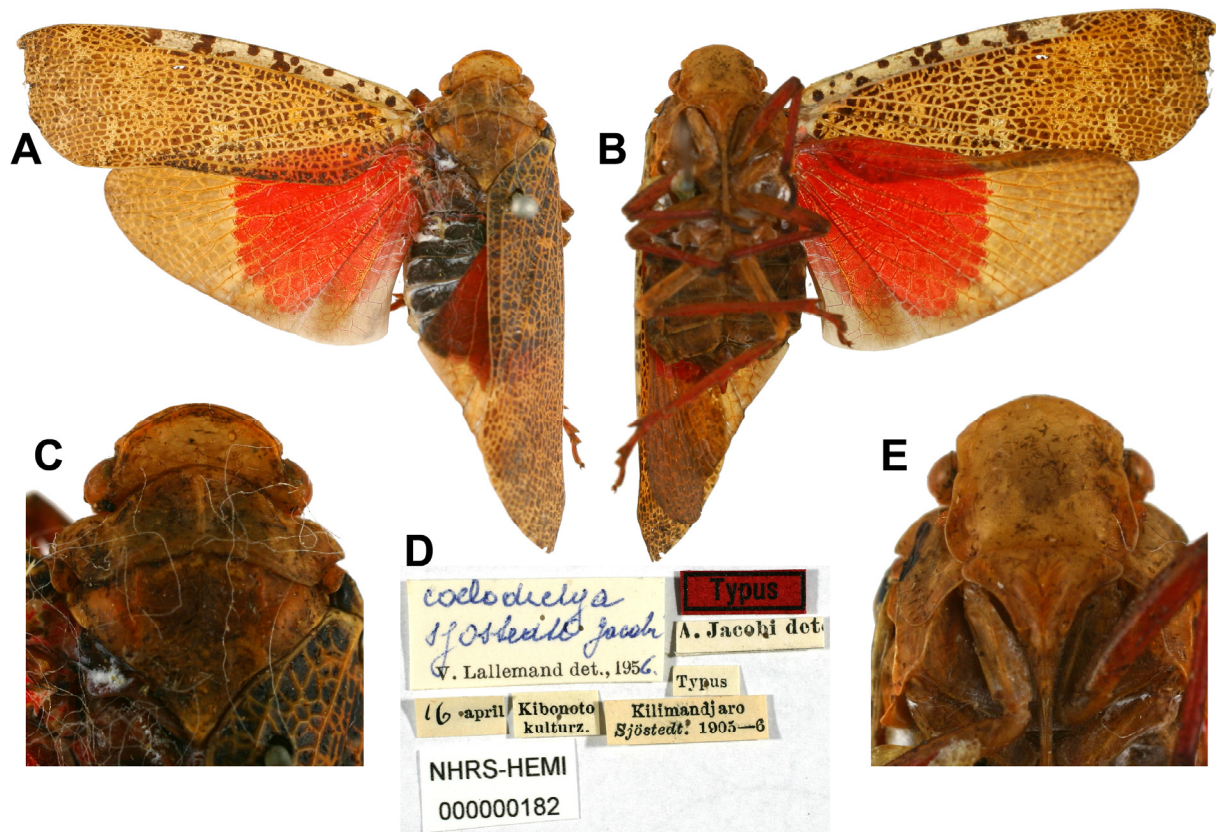 A
B
C
D
E
coelodictya
sjöstedti Jacobi
V. Lallemand det., 1956.
Typus
A. Jacobi det.
Typus
16 april
Kibonoto
kulturz.
Kilimandjaro
Sjöstedt. 1905—6
NHRS-HEMI
000000182